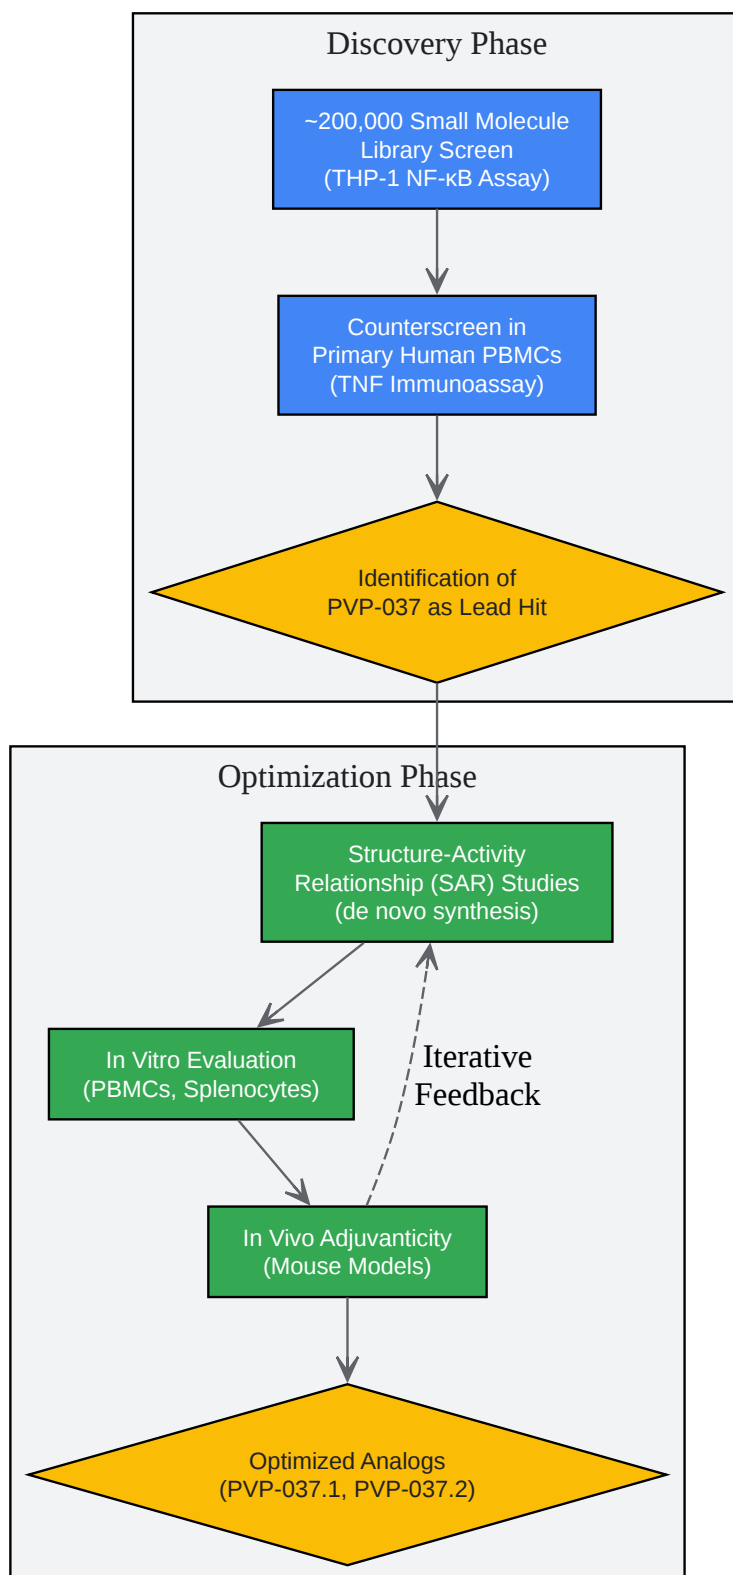 Discovery Phase
~200,000 Small Molecule
Library Screen
(THP-1 NF-κB Assay)
Counterscreen in
Primary Human PBMCs
(TNF Immunoassay)
Identification of
PVP-037 as Lead Hit
Optimization Phase
Structure-Activity
Relationship (SAR) Studies
(de novo synthesis)
In Vitro Evaluation
(PBMCs, Splenocytes)
Iterative
Feedback
In Vivo Adjuvanticity
(Mouse Models)
Optimized Analogs
(PVP-037.1, PVP-037.2)